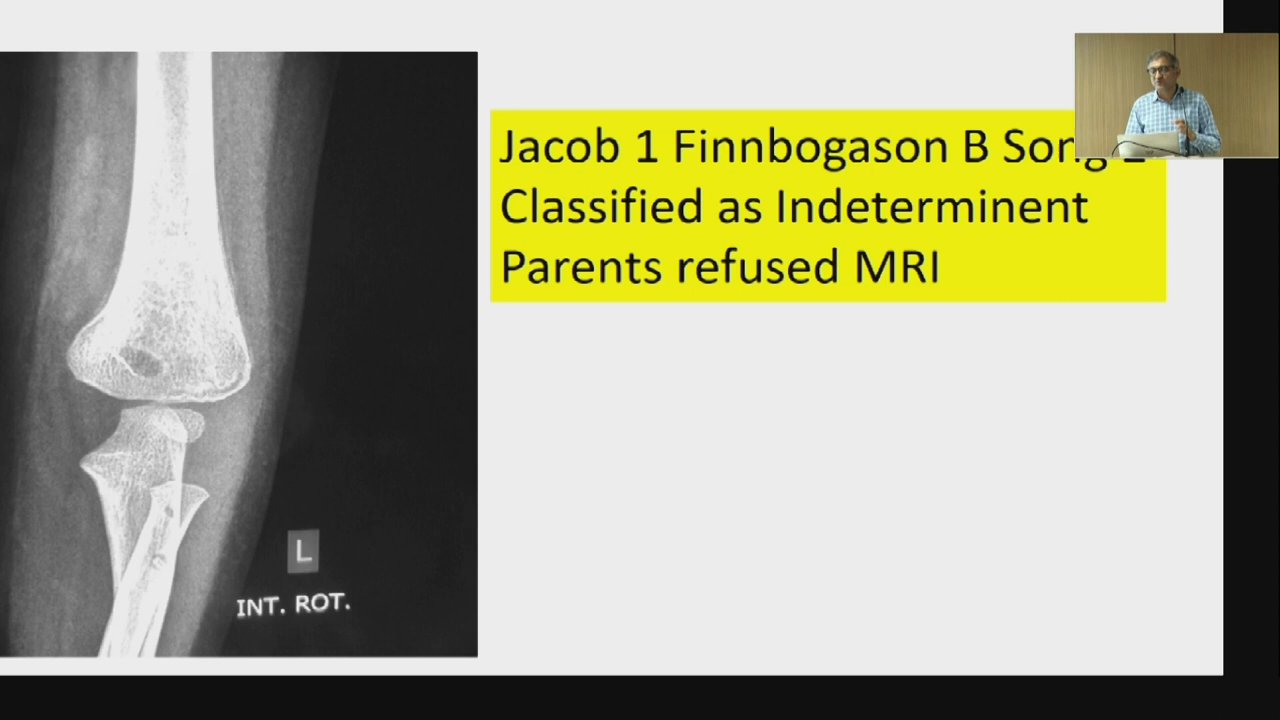 Jacob 1 Finnbogason B Song
Classified as Indeterminent
Parents refused MRI
L
INT. ROT.